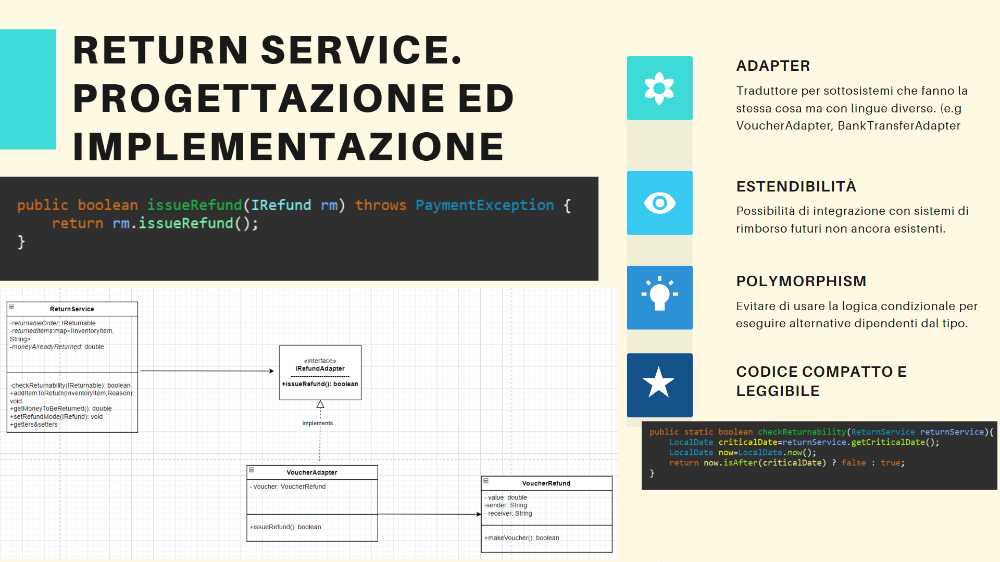 RETURN SERVICE.
PROGETTAZIONE ED
IMPLEMENTAZIONE
public boolean issueRefund(IRefund rm) throws PaymentException {
return rm.issueRefund();
}
ReturnService
-returnableOrder: IReturnable
-returnedItems:map<IInventoryItem,
String>
-moneyAlreadyReturned: double
-checkReturnability(IReturnable): boolean
+addItemToReturn(InventoryItem,Reason):
void
+getMoneyToBeReturned(): double
+setRefundMode(IRefund): void
+getters&setters
«interface»
IRefundAdapter
---------------------------
+issueRefund(): boolean
implements
VoucherAdapter
- voucher: VoucherRefund
+issueRefund(): boolean
VoucherRefund
- value: double
-sender: String
- receiver: String
+makeVoucher(): boolean
ADAPTER
Traduttore per sottosistemi che fanno la
stessa cosa ma con lingue diverse. (e.g
VoucherAdapter, BankTransferAdapter
ESTENDIBILITÀ
Possibilità di integrazione con sistemi di
rimborso futuri non ancora esistenti.
POLYMORPHISM
Evitare di usare la logica condizionale per
eseguire alternative dipendenti dal tipo.
CODICE COMPATTO E
LEGGIBILE
public static boolean checkReturnability(ReturnService returnService){
LocalDate criticalDate=returnService.getCriticalDate();
LocalDate now=LocalDate.now();
return now.isAfter(criticalDate) ? false : true;
}